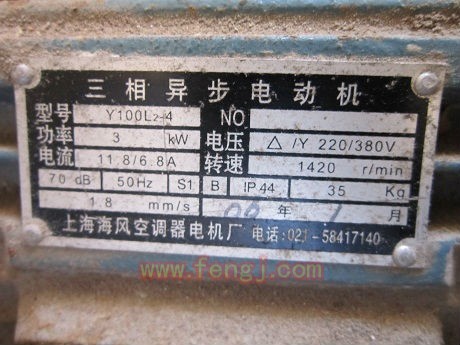 三相异步电动机
型号 Y100L2-4 NO
功率 3 kW 电压 △/Y 220/380V
电流 11.8/6.8A 转速 1420 r/min
70 dB 50Hz S1 B IP44 35 Kg
1.8 mm/s 年 月
上海海风空调器电机厂 电话:021-58417140
www.fengj.com